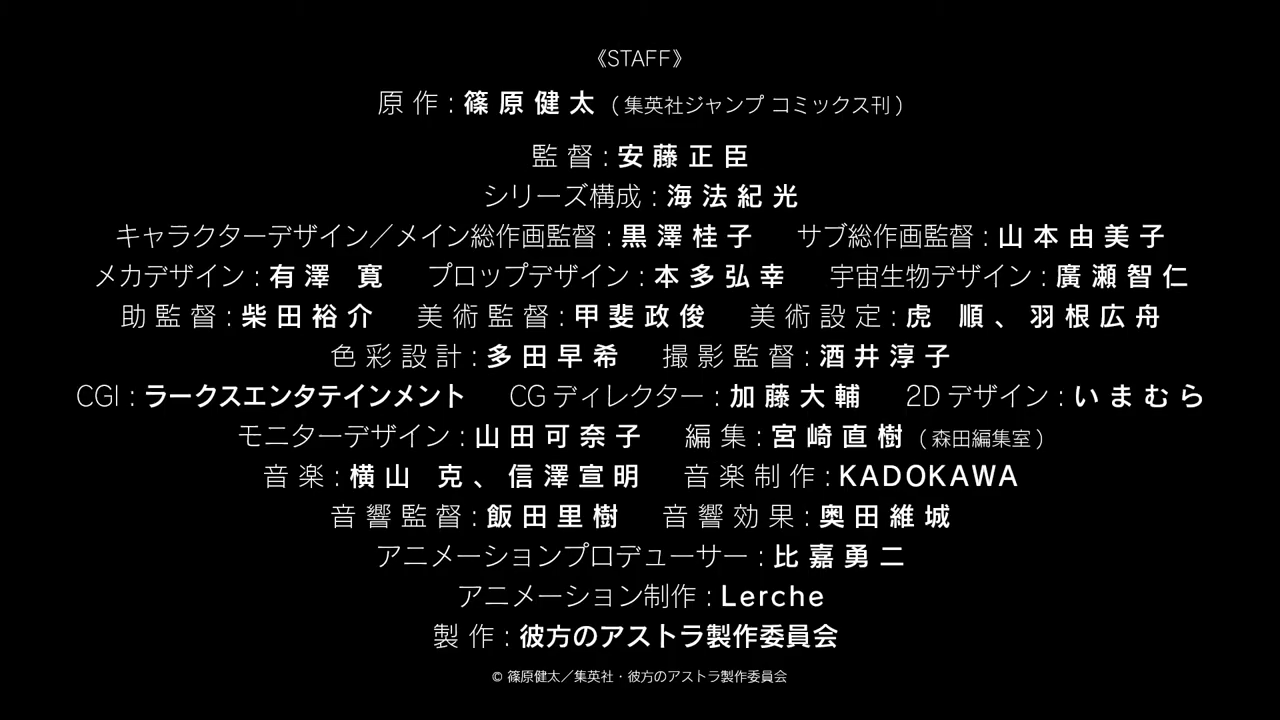 《STAFF》
原作：篠原健太（集英社ジャンプ コミックス刊）
監督：安藤正臣
シリーズ構成：海法紀光
キャラクターデザイン／メイン総作画監督：黒澤桂子 サブ総作画監督：山本由美子
メカデザイン：有澤 寛 プロップデザイン：本多弘幸 宇宙生物デザイン：廣瀬智仁
助監督：柴田裕介 美術監督：甲斐政俊 美術設定：虎 順、羽根広舟
色彩設計：多田早希 撮影監督：酒井淳子
CGI：ラークスエンタテインメント CGディレクター：加藤大輔 2Dデザイン：いまむら
モニターデザイン：山田可奈子 編集：宮崎直樹（森田編集室）
音楽：横山 克、信澤宣明 音楽制作：KADOKAWA
音響監督：飯田里樹 音響効果：奥田維城
アニメーションプロデューサー：比嘉勇二
アニメーション制作：Lerche
製作：彼方のアストラ製作委員会
© 篠原健太／集英社・彼方のアストラ製作委員会